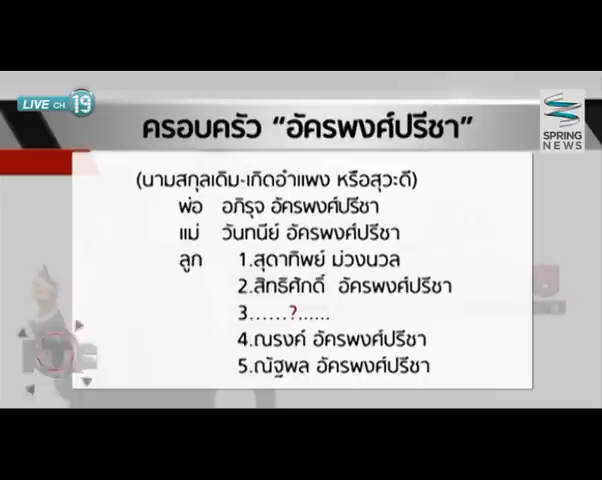 LIVE CH 19
SPRING
NEWS
ครอบครัว “อัครพงศ์ปรีชา”
(นามสกุลเดิม-เกิดอำแพง หรือสุวะดี)
พ่อ อภิรุจ อัครพงศ์ปรีชา
แม่ วันทนีย์ อัครพงศ์ปรีชา
ลูก 1.สุดาทิพย์ ม่วงนวล
2.สิทธิศักดิ์ อัครพงศ์ปรีชา
3......?......
4.ณรงค์ อัครพงศ์ปรีชา
5.ณัฐพล อัครพงศ์ปรีชา